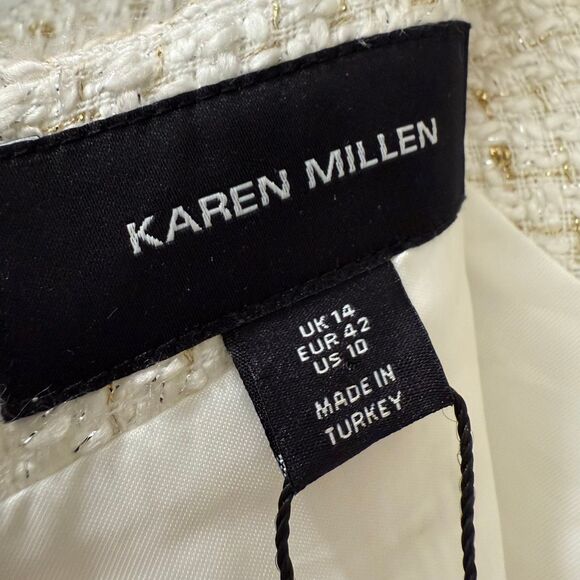 KAREN MILLEN
UK 14
EUR 42
US 10
MADE IN
TURKEY